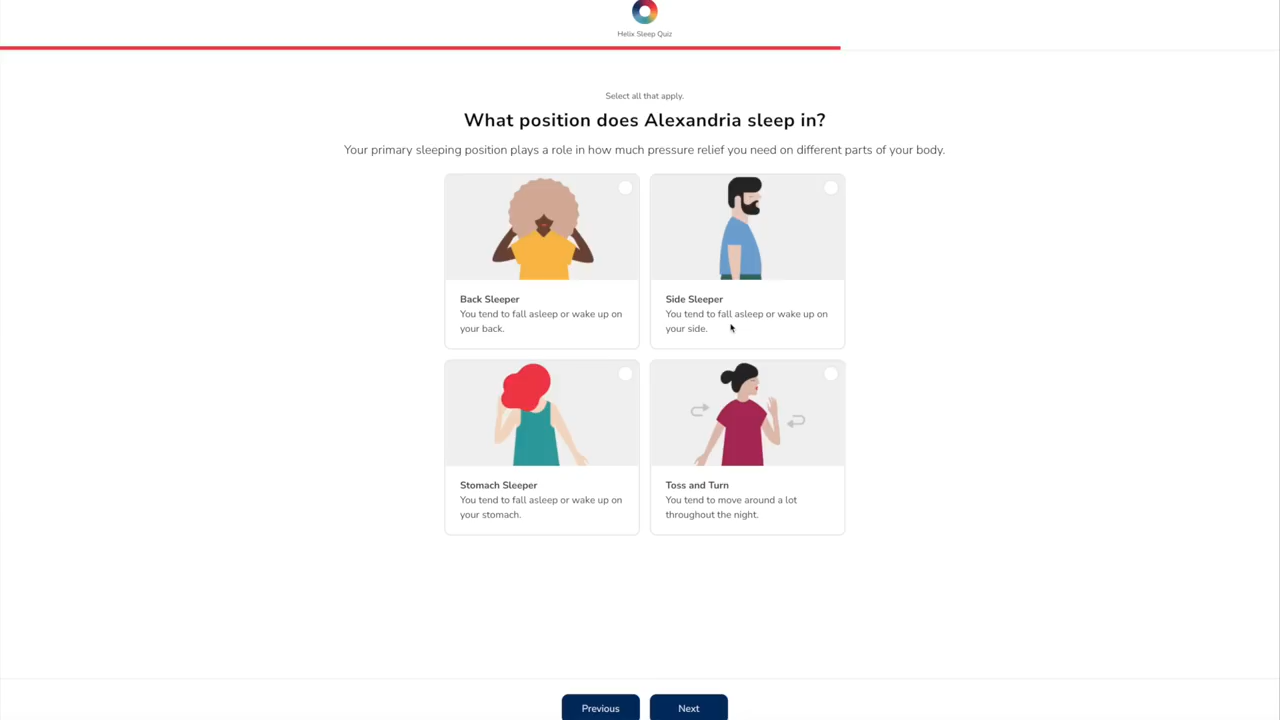 Helix Sleep Quiz
Select all that apply.
What position does Alexandria sleep in?
Your primary sleeping position plays a role in how much pressure relief you need on different parts of your body.
Back Sleeper
You tend to fall asleep or wake up on
your back.
Side Sleeper
You tend to fall asleep or wake up on
your side.
Stomach Sleeper
You tend to fall asleep or wake up on
your stomach.
Toss and Turn
You tend to move around a lot
throughout the night.
Previous
Next